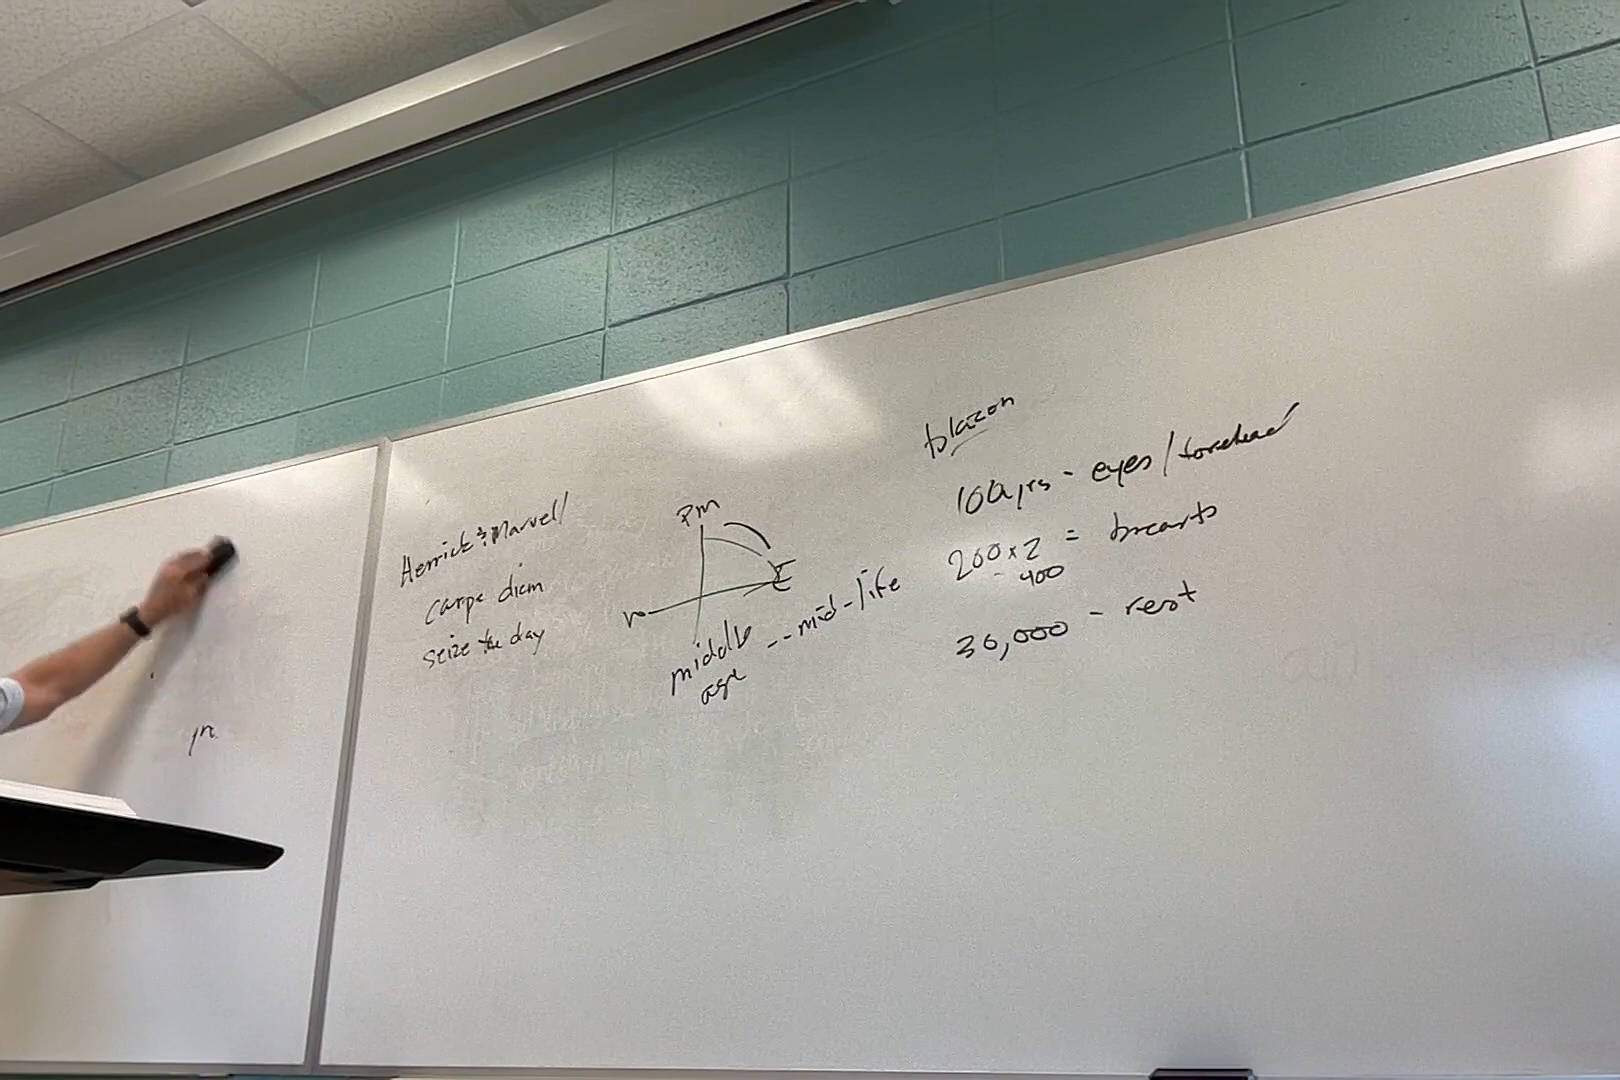 Herrick & Marvell
carpe diem
seize the day
PM
E
middle
age -- mid-life
blazon
100 yrs - eyes / forehead
200 x 2 = breasts
- 400
30,000 - rest